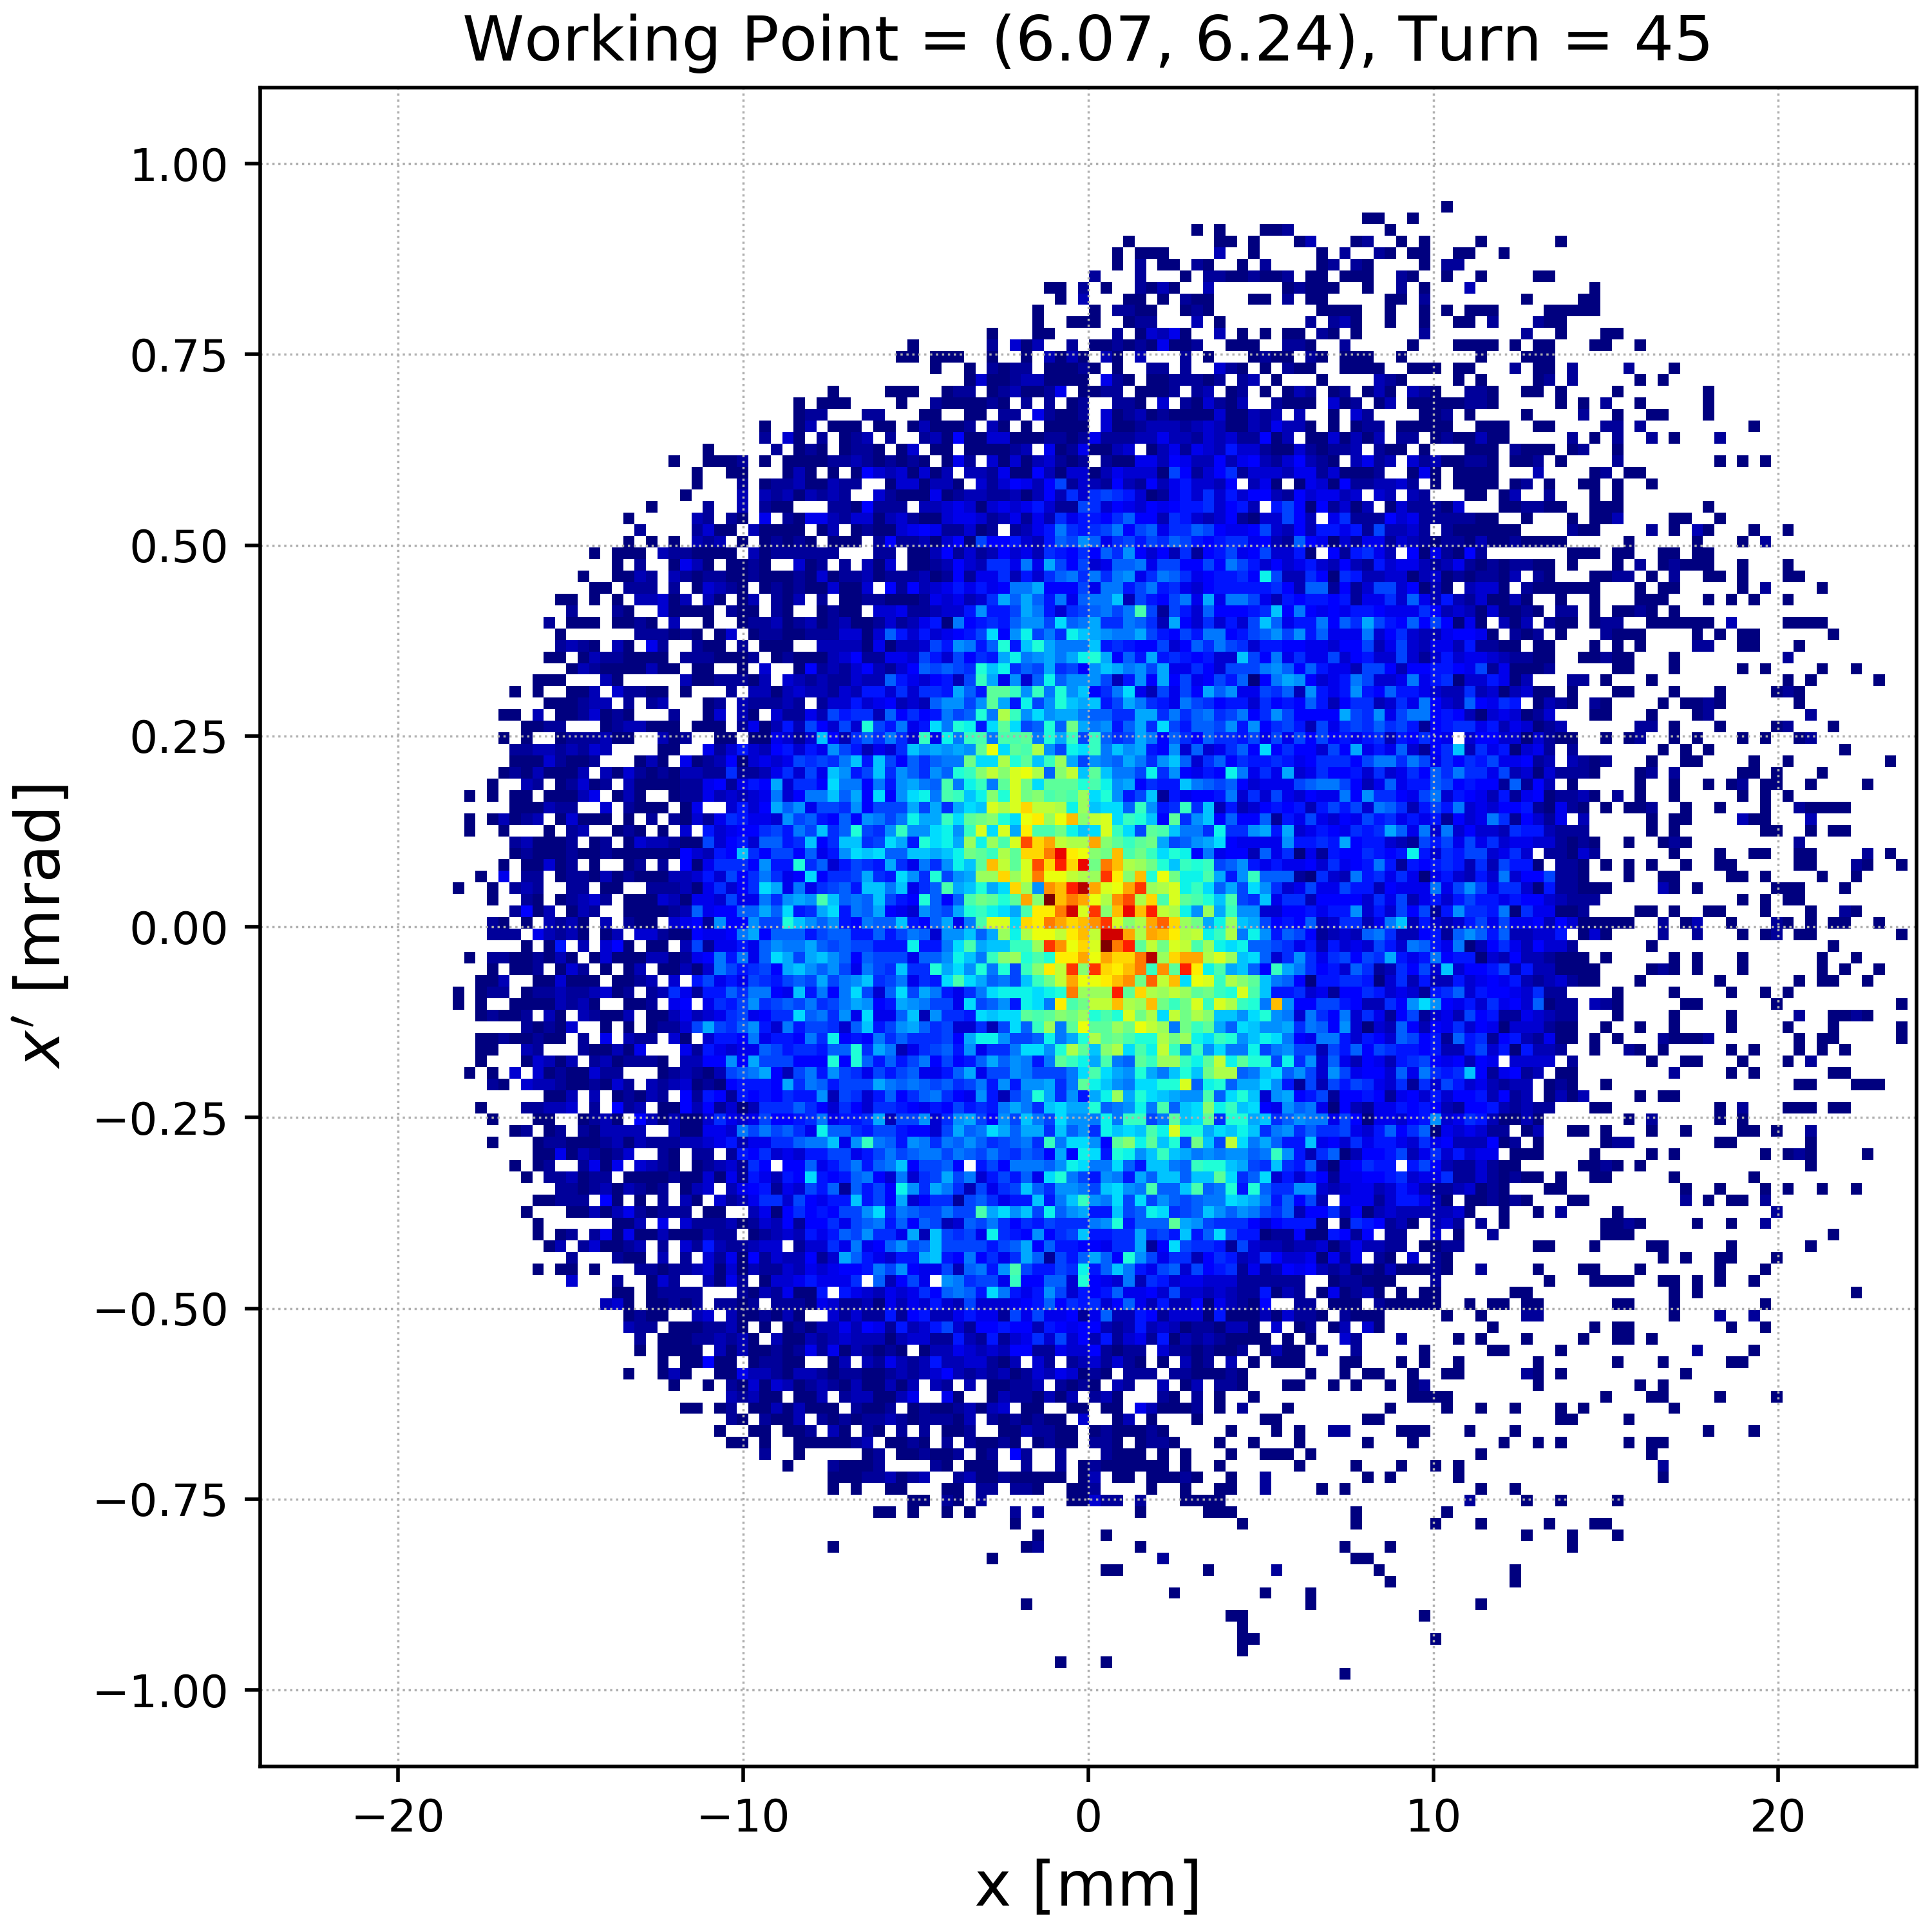 Working Point = (6.07, 6.24), Turn = 45
1.00
0.75
0.50
0.25
0.00
−0.25
−0.50
−0.75
−1.00
x′ [mrad]
−20 −10 0 10 20
x [mm]